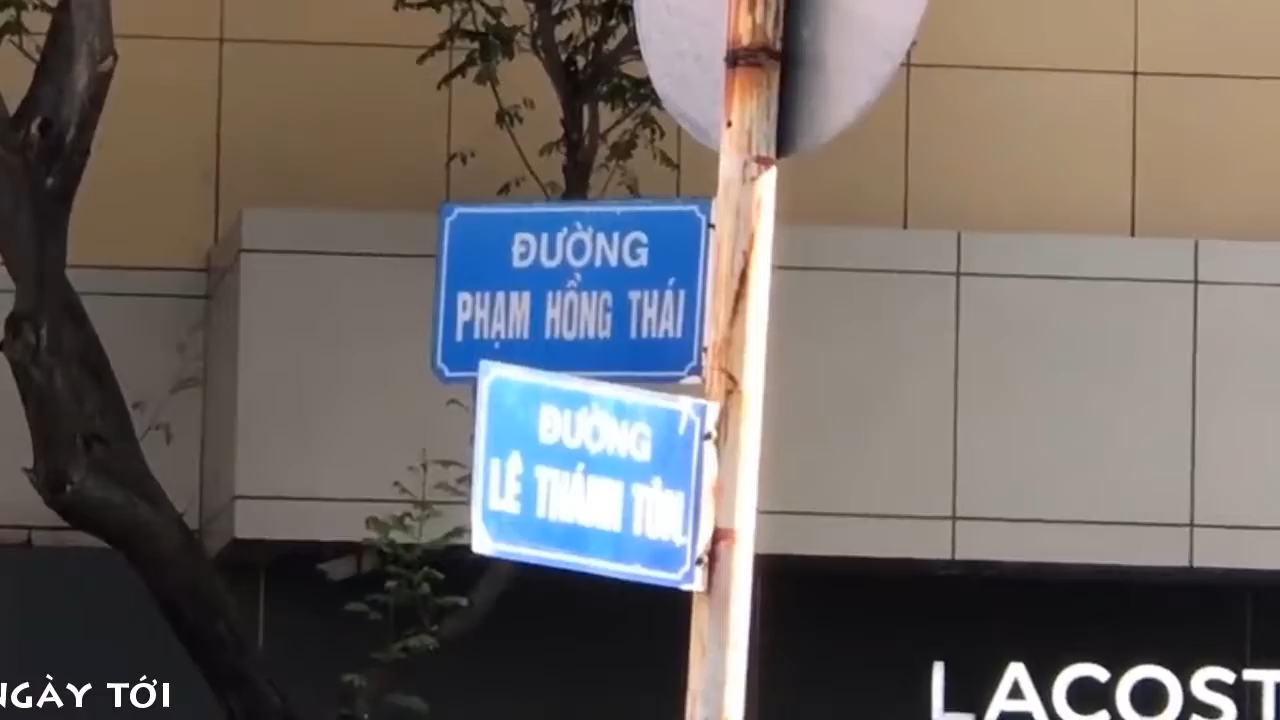 ĐƯỜNG
PHẠM HỒNG THÁI
ĐƯỜNG
LÊ THÁNH TÔN
LACOST
NGÀY TỚI